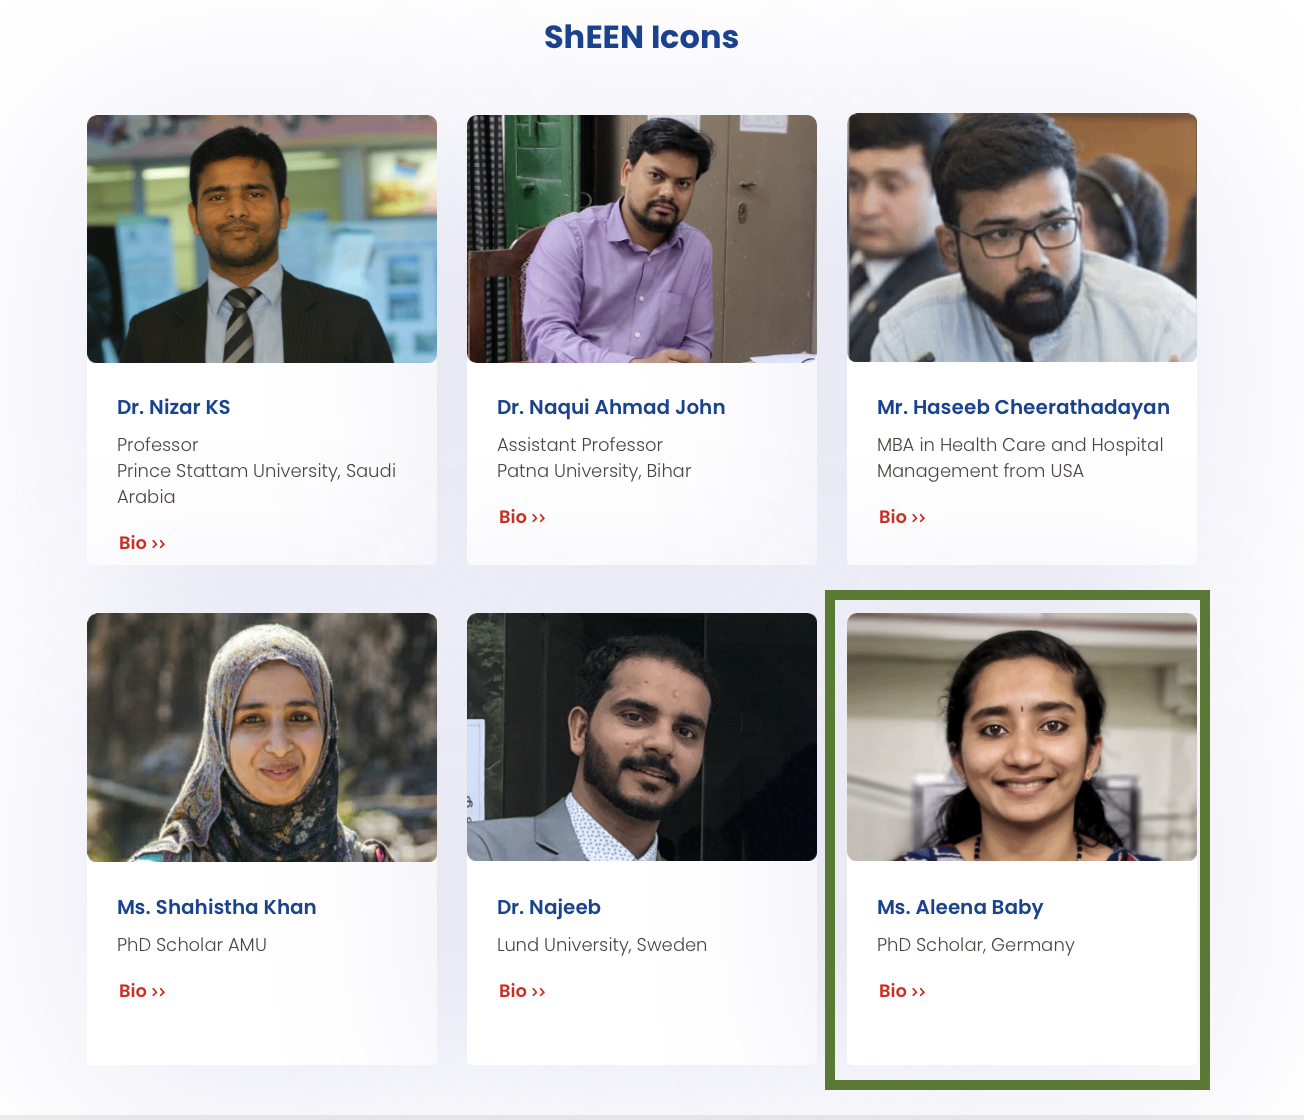 ShEEN Icons
Dr. Nizar KS
Professor
Prince Stattam University, Saudi
Arabia
Bio >>
Dr. Naqui Ahmad John
Assistant Professor
Patna University, Bihar
Bio >>
Mr. Haseeb Cheerathadayan
MBA in Health Care and Hospital
Management from USA
Bio >>
Ms. Shahistha Khan
PhD Scholar AMU
Bio >>
Dr. Najeeb
Lund University, Sweden
Bio >>
Ms. Aleena Baby
PhD Scholar, Germany
Bio >>